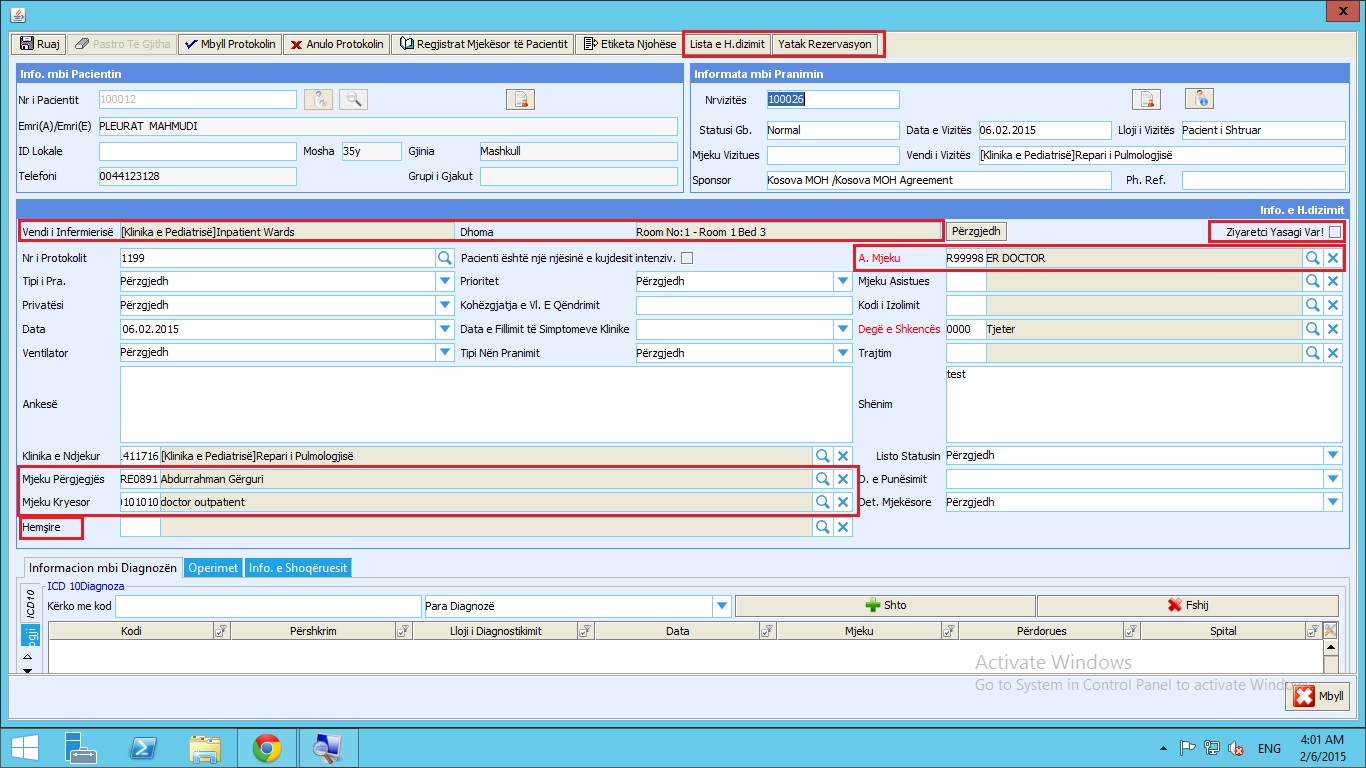 Ruaj Pastro Të Gjitha Mbyll Protokolin Anulo Protokolin Regjistrat Mjekësor të Pacientit Etiketa Njohëse Lista e H.dizimit Yatak Rezervasyon
Info. mbi Pacientin
Nr i Pacientit 100012
Emri(A)/Emri(E) PLEURAT MAHMUDI
ID Lokale Mosha 35y Gjinia Mashkull
Telefoni 0044123128 Grupi i Gjakut
Informata mbi Pranimin
Nrvizitës 100026
Statusi Gb. Normal Data e Vizitës 06.02.2015 Lloji i Vizitës Pacient i Shtruar
Mjeku Vizitues Vendi i Vizitës [Klinika e Pediatrisë]Repari i Pulmologjisë
Sponsor Kosova MOH /Kosova MOH Agreement Ph. Ref.
Info. e H.dizimit
Vendi i Infermierisë [Klinika e Pediatrisë]Inpatient Wards Dhoma Room No:1 - Room 1 Bed 3 Përzgjedh Ziyaretci Yasagi Var!
Nr i Protokolit 1199 Pacienti është një njësinë e kujdesit intenziv. A. Mjeku R99998 ER DOCTOR
Tipi i Pra. Përzgjedh Prioritet Përzgjedh Mjeku Asistues
Privatësi Përzgjedh Kohëzgjatja e Vl. E Qëndrimit Kodi i Izolimit
Data 06.02.2015 Data e Fillimit të Simptomeve Klinike Degë e Shkencës 0000 Tjeter
Ventilator Përzgjedh Tipi Nën Pranimit Përzgjedh Trajtim
Ankesë Shënim test
Klinika e Ndjekur .411716 [Klinika e Pediatrisë]Repari i Pulmologjisë Listo Statusin Përzgjedh
Mjeku Përgjegjës RE0891 Abdurrahman Gërguri D. e Punësimit
Mjeku Kryesor 0101010 doctor outpatient Det. Mjekësore Përzgjedh
Hemşire
Informacion mbi Diagnozën Operimet Info. e Shoqëruesit
ICD 10Diagnoza
ICD10
Kërko me kod Para Diagnozë Shto Fshij
Kodi Përshkrim Lloji i Diagnostikimit Data Mjeku Përdorues Spital
Activate Windows
Go to System in Control Panel to activate Windows.
Mbyll
ENG 4:01 AM
2/6/2015